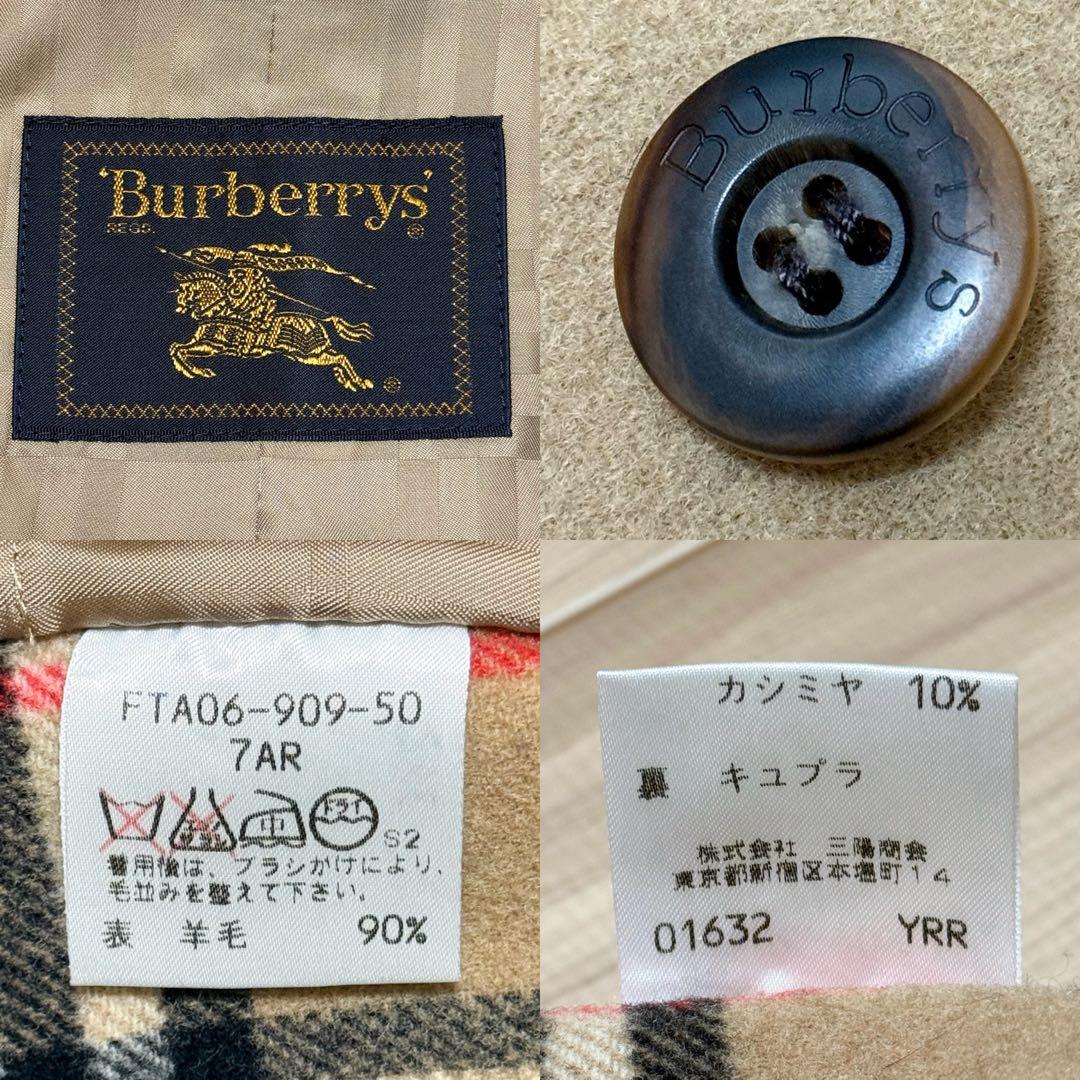 'Burberrys'
REGD.
®
®
Burberrys
FTA06-909-50
7AR
中
ドライ
S2
着用後は、ブラシかけにより、
毛並みを整えて下さい。
表 羊毛 90%
カシミヤ 10%
裏 キュプラ
株式会社 三陽商会
東京都新宿区本塩町14
01632 YRR